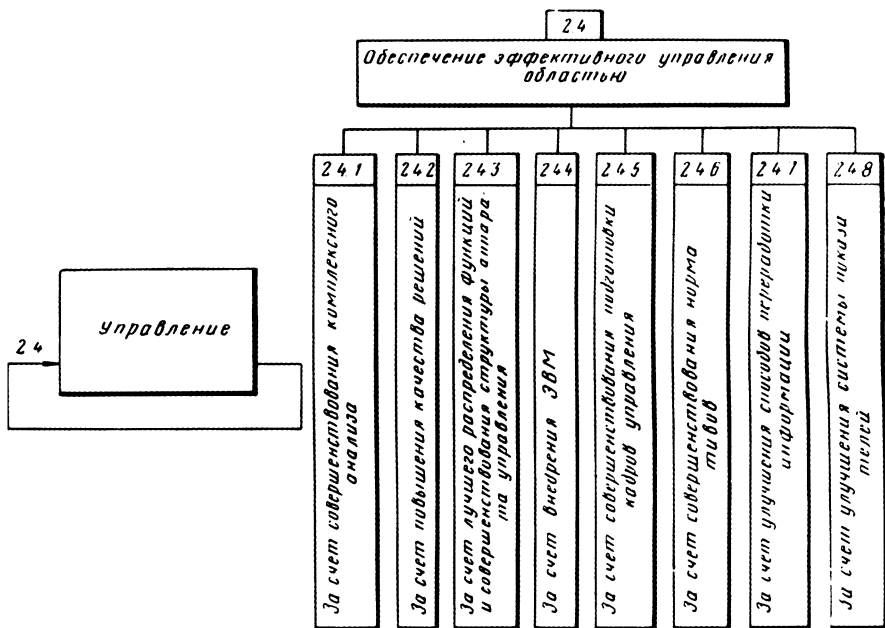 24
Обеспечение эффективного управления
областью
241
За счет совершенствования комплексного
анализа
242
За счет повышения качества решений
243
За счет лучшего распределения функций
и совершенствования структуры аппара-
та управления
244
За счет внедрения ЭВМ
245
За счет совершенствования подготовки
кадров управления
246
За счет совершенствования норма
тивов
247
За счет улучшения способов переработки
информации
248
За счет улучшения системы показа
телей
Управление
24